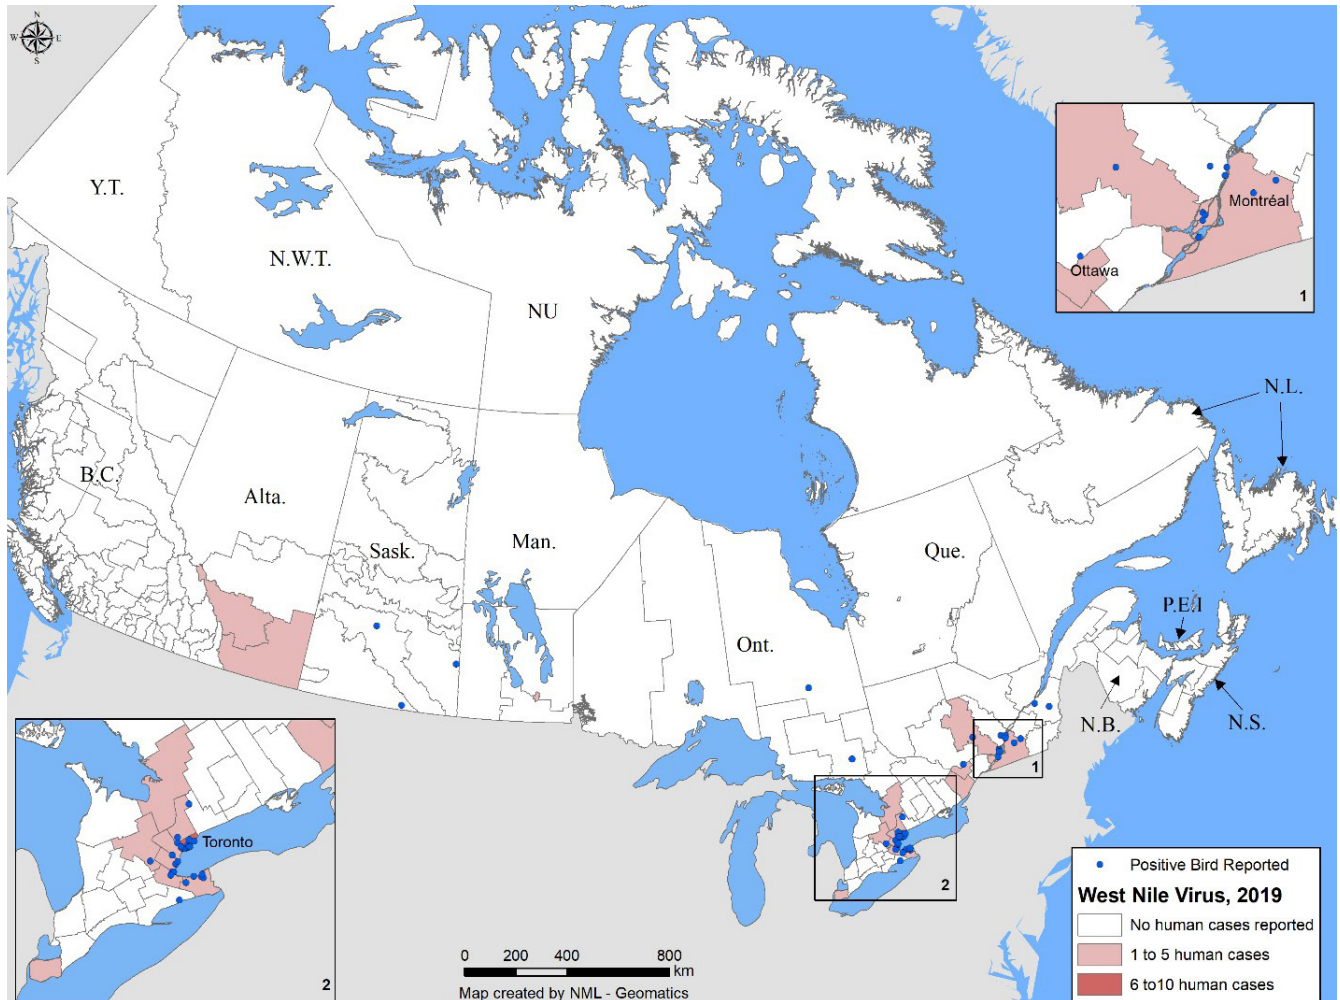 N
W E
S
Y.T.
N.W.T.
NU
B.C.
Alta.
Sask.
Man.
Ont.
Que.
N.L.
P.E.I
N.B.
N.S.
Montréal
Ottawa
1
1
2
Toronto
2
0 200 400 800
km
Map created by NML - Geomatics
Positive Bird Reported
West Nile Virus, 2019
No human cases reported
1 to 5 human cases
6 to10 human cases